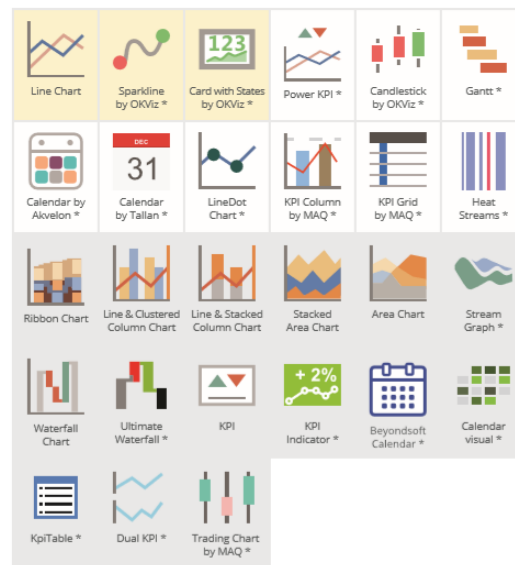 Line Chart
Sparkline
by OKViz *
123
Card with States
by OKViz *
Power KPI *
Candlestick
by OKViz *
Gantt *
Calendar by
Akvelon *
DEC
31
Calendar
by Tallan *
LineDot
Chart *
KPI Column
by MAQ *
KPI Grid
by MAQ *
Heat
Streams *
Ribbon Chart
Line & Clustered
Column Chart
Line & Stacked
Column Chart
Stacked
Area Chart
Area Chart
Stream
Graph *
Waterfall
Chart
Ultimate
Waterfall *
KPI
+ 2%
KPI
Indicator *
Beyondsoft
Calendar *
Calendar
visual *
KpiTable *
Dual KPI *
Trading Chart
by MAQ *